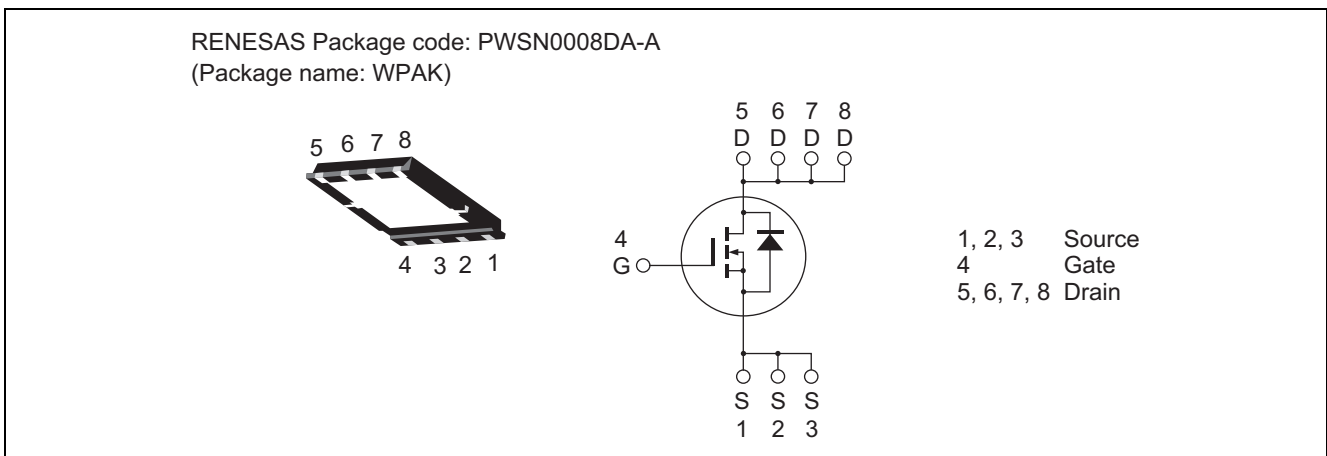 RENESAS Package code: PWSN0008DA-A
(Package name: WPAK)
5 6 7 8
4 3 2 1
5 6 7 8
D D D D
4
G
S S S
1 2 3
1, 2, 3 Source
4 Gate
5, 6, 7, 8 Drain